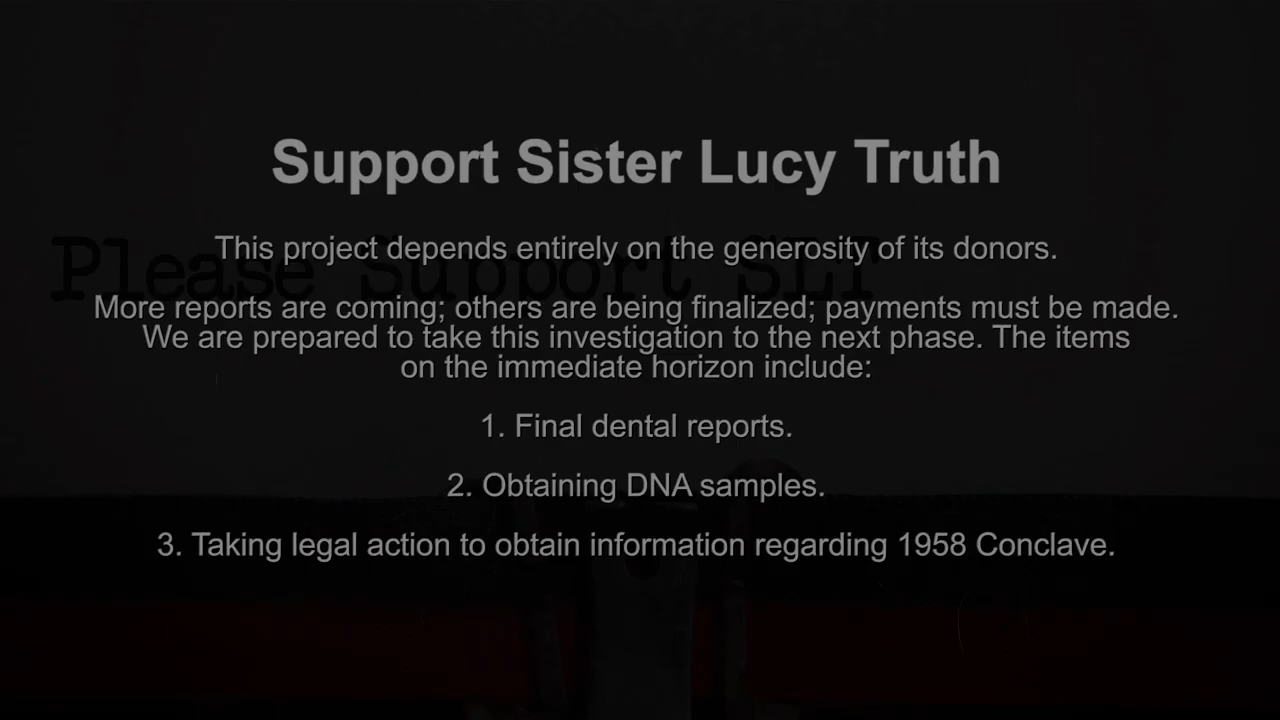 Support Sister Lucy Truth
Please Support SLT
This project depends entirely on the generosity of its donors.
More reports are coming; others are being finalized; payments must be made.
We are prepared to take this investigation to the next phase. The items
on the immediate horizon include:
1. Final dental reports.
2. Obtaining DNA samples.
3. Taking legal action to obtain information regarding 1958 Conclave.